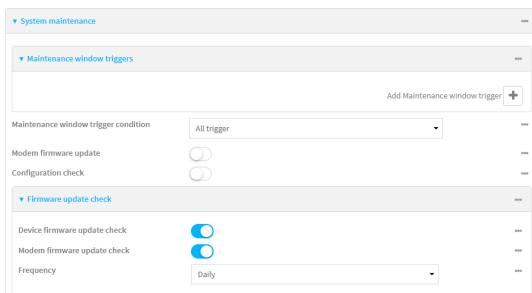 System maintenance
Maintenance window triggers
Add Maintenance window trigger
Maintenance window trigger condition
All trigger
Modem firmware update
Configuration check
Firmware update check
Device firmware update check
Modem firmware update check
Frequency
Daily